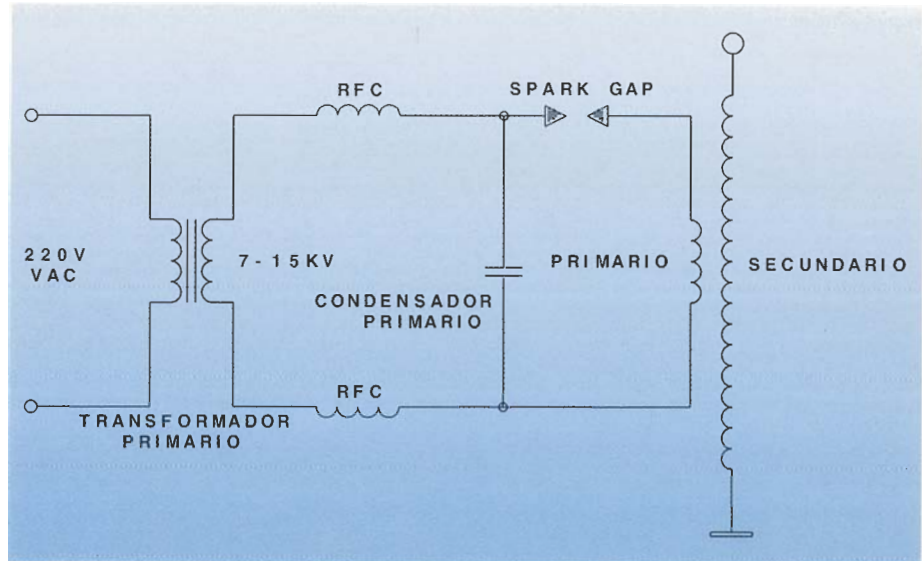 RFC
SPARK GAP
220V
VAC
7-15KV
PRIMARIO
SECUNDARIO
CONDENSADOR
PRIMARIO
RFC
TRANSFORMADOR
PRIMARIO